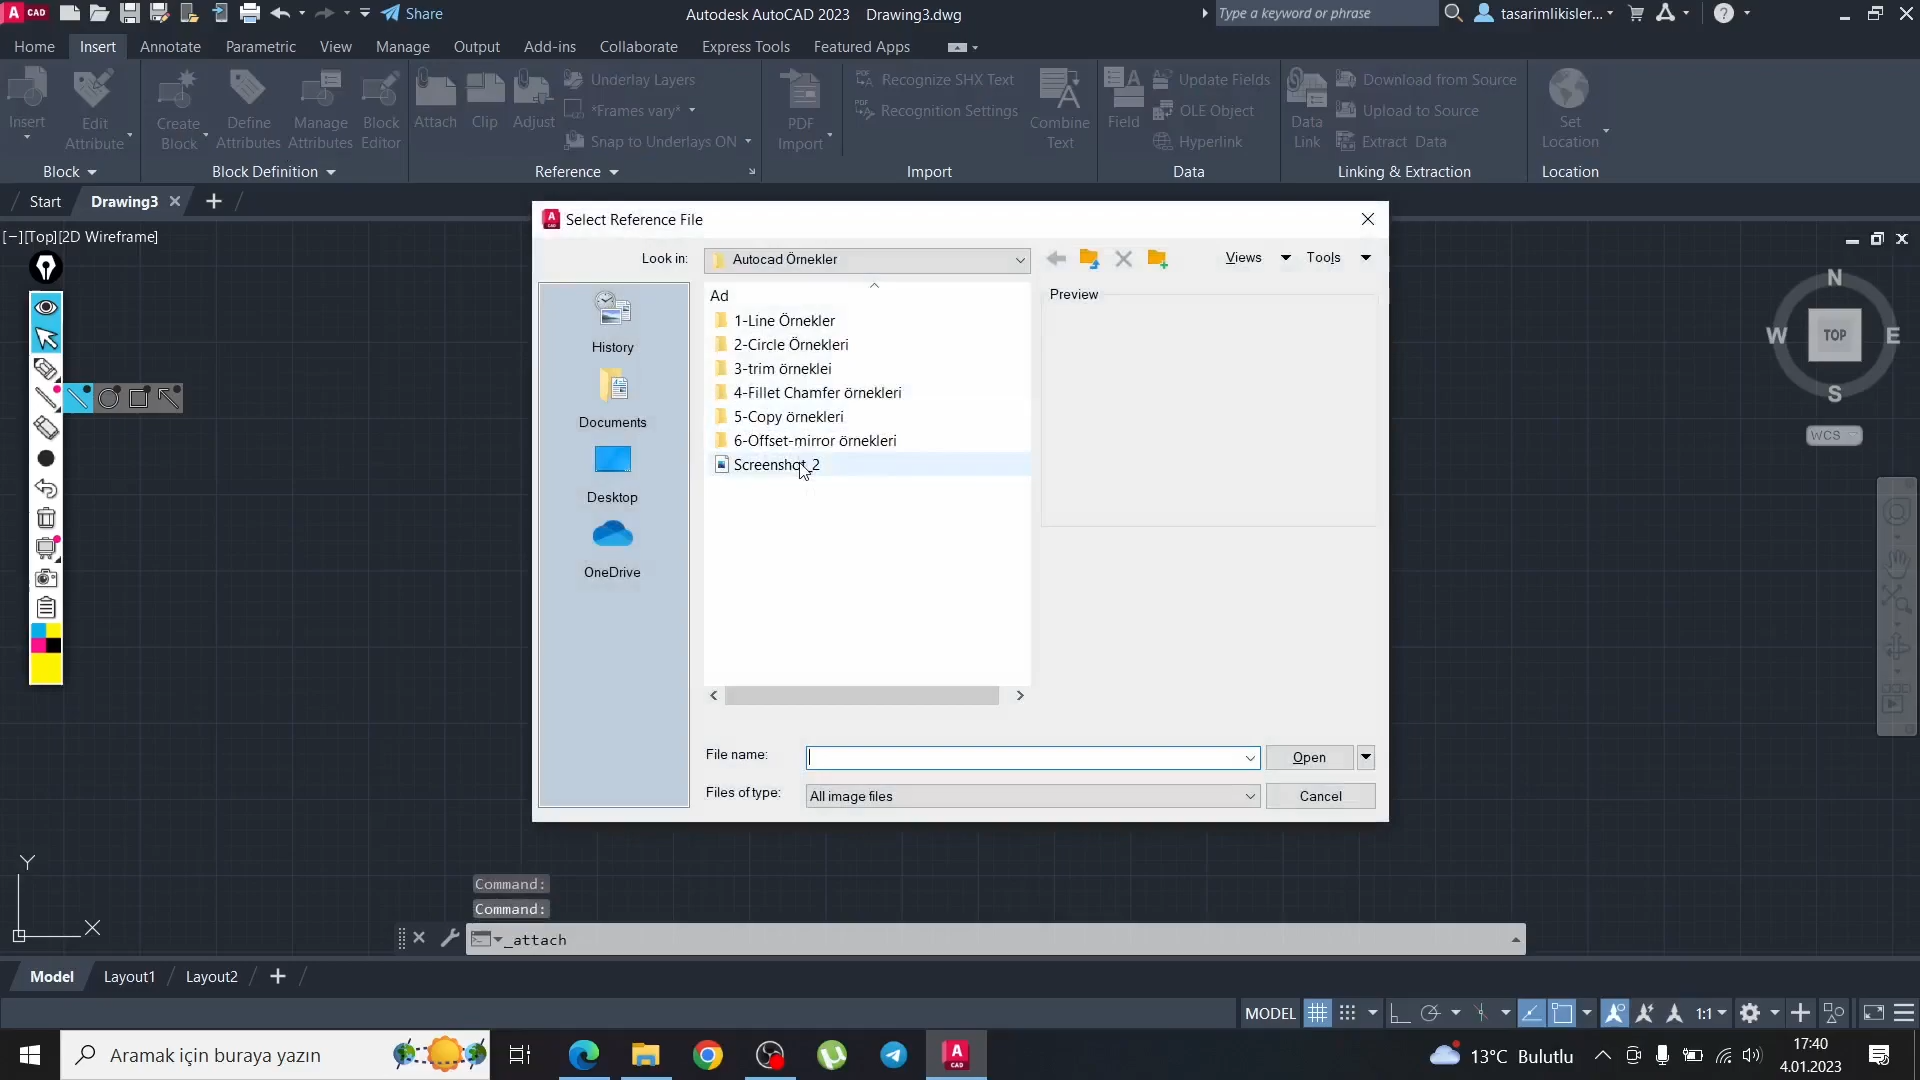 CAD
Share
Autodesk AutoCAD 2023 Drawing3.dwg
Type a keyword or phrase
tasarimlikisler...
Home Insert Annotate Parametric View Manage Output Add-ins Collaborate Express Tools Featured Apps
Insert
Edit Attribute
Create Block
Define Attributes
Manage Attributes
Block Editor
Attach
Clip
Adjust
Underlay Layers
*Frames vary*
Snap to Underlays ON
PDF Import
Recognize SHX Text
Recognition Settings
Combine Text
Field
Update Fields
OLE Object
Hyperlink
Data Link
Download from Source
Upload to Source
Extract Data
Set Location
Block
Block Definition
Reference
Import
Data
Linking & Extraction
Location
Start
Drawing3
[−][Top][2D Wireframe]
Select Reference File
Look in:
Autocad Örnekler
Views
Tools
History
Documents
Desktop
OneDrive
Ad
1-Line Örnekler
2-Circle Örnekleri
3-trim örneklei
4-Fillet Chamfer örnekleri
5-Copy örnekleri
6-Offset-mirror örnekleri
Screenshot_2
Preview
File name:
Open
Files of type:
All image files
Cancel
N
W TOP E
S
WCS
Y
X
Command:
Command:
_attach
Model Layout1 Layout2
MODEL
1:1
Aramak için buraya yazın
A CAD
13°C Bulutlu
17:40
4.01.2023